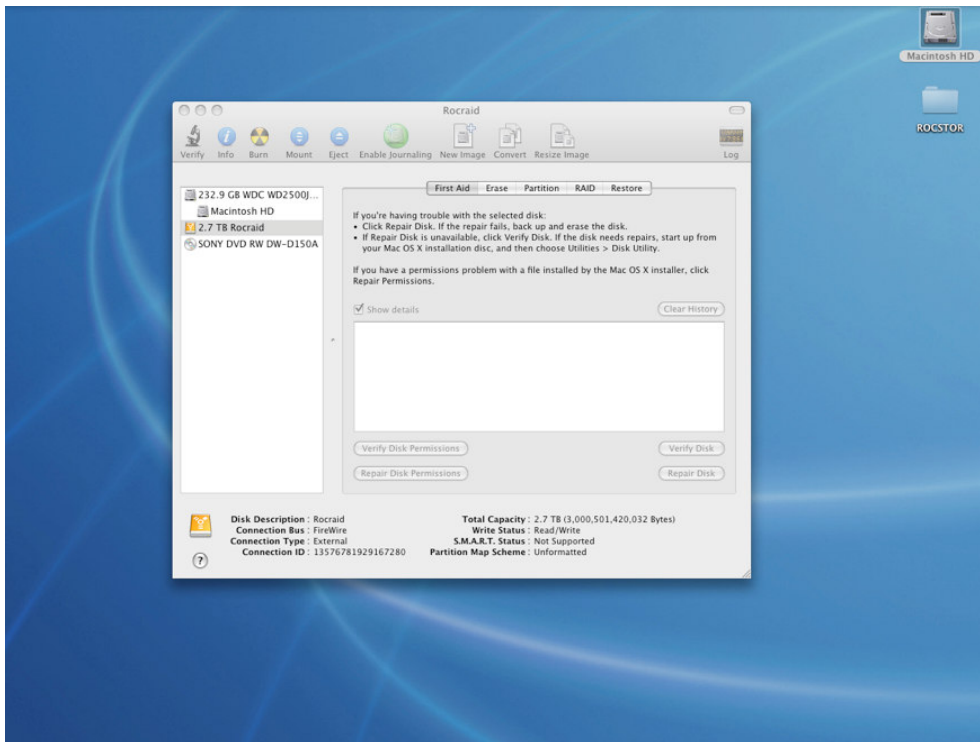 Macintosh HD
ROCSTOR
Rocraid
Verify Info Burn Mount Eject Enable Journaling New Image Convert Resize Image Log
232.9 GB WDC WD2500J...
Macintosh HD
2.7 TB Rocraid
SONY DVD RW DW-D150A
First Aid Erase Partition RAID Restore
If you're having trouble with the selected disk:
• Click Repair Disk. If the repair fails, back up and erase the disk.
• If Repair Disk is unavailable, click Verify Disk. If the disk needs repairs, start up from
your Mac OS X installation disc, and then choose Utilities > Disk Utility.
If you have a permissions problem with a file installed by the Mac OS X installer, click
Repair Permissions.
Show details
Clear History
Verify Disk Permissions
Verify Disk
Repair Disk Permissions
Repair Disk
Disk Description : Rocraid
Connection Bus : FireWire
Connection Type : External
Connection ID : 13576781929167280
Total Capacity : 2.7 TB (3,000,501,420,032 Bytes)
Write Status : Read/Write
S.M.A.R.T. Status : Not Supported
Partition Map Scheme : Unformatted
?